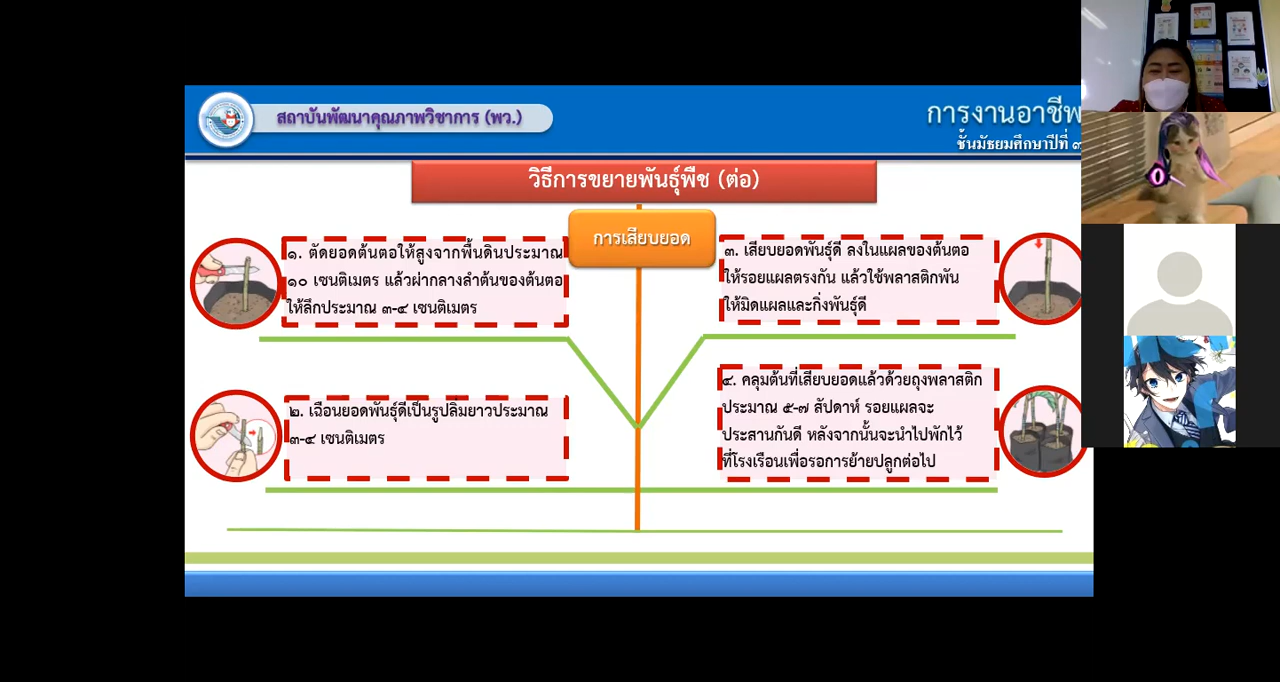 สถาบันพัฒนาคุณภาพวิชาการ (พว.)
การงานอาชีพ
ชั้นมัธยมศึกษาปีที่
วิธีการขยายพันธุ์พืช (ต่อ)
การเสียบยอด
๑. ตัดยอดต้นตอให้สูงจากพื้นดินประมาณ
๑๐ เซนติเมตร แล้วผ่ากลางลำต้นของต้นตอ
ให้ลึกประมาณ ๓-๔ เซนติเมตร
๒. เฉือนยอดพันธุ์ดีเป็นรูปลิ่มยาวประมาณ
๓-๔ เซนติเมตร
๓. เสียบยอดพันธุ์ดี ลงในแผลของต้นตอ
ให้รอยแผลตรงกัน แล้วใช้พลาสติกพัน
ให้มิดแผลและกิ่งพันธุ์ดี
๔. คลุมต้นที่เสียบยอดแล้วด้วยถุงพลาสติก
ประมาณ ๕-๗ สัปดาห์ รอยแผลจะ
ประสานกันดี หลังจากนั้นจะนำไปพักไว้
ที่โรงเรือนเพื่อรอการย้ายปลูกต่อไป